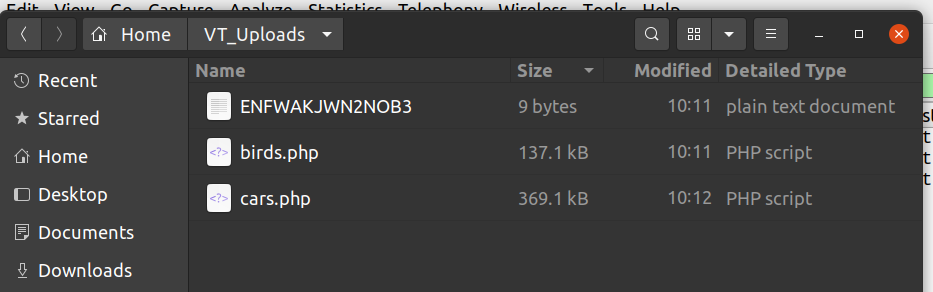 Edit View Go Capture Analyze Statistics Telephony Wireless Tools Help
Home VT_Uploads
Name Size Modified Detailed Type
Recent
ENFWAKJWN2NOB3 9 bytes 10:11 plain text document
Starred
birds.php 137.1 kB 10:11 PHP script
Home
Desktop
cars.php 369.1 kB 10:12 PHP script
Documents
Downloads